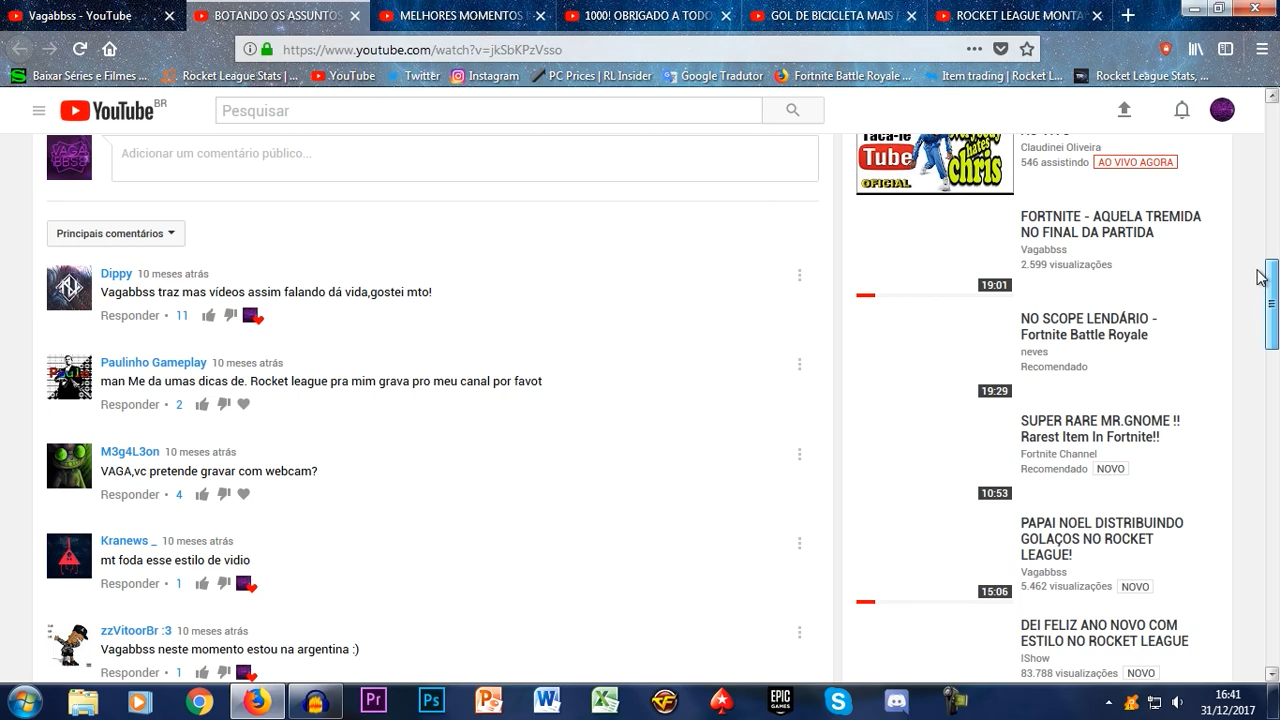 Vagabbss - YouTube
BOTANDO OS ASSUNTOS
MELHORES MOMENTOS E
1000! OBRIGADO A TODO
GOL DE BICICLETA MAIS
ROCKET LEAGUE MONTA
https://www.youtube.com/watch?v=jkSbKPzVsso
Baixar Séries e Filmes ...
Rocket League Stats | ...
YouTube
Twitter
Instagram
PC Prices | RL Insider
Google Tradutor
Fortnite Battle Royale ...
Item trading | Rocket L...
Rocket League Stats, ...
YouTube BR
Pesquisar
Adicionar um comentário público...
Principais comentários
Dippy 10 meses atrás
Vagabbss traz mas vídeos assim falando dá vida,gostei mto!
Responder • 11
Paulinho Gameplay 10 meses atrás
man Me da umas dicas de. Rocket league pra mim grava pro meu canal por favot
Responder • 2
M3g4L3on 10 meses atrás
VAGA,vc pretende gravar com webcam?
Responder • 4
Kranews _ 10 meses atrás
mt foda esse estilo de vidio
Responder • 1
zzVitoorBr :3 10 meses atrás
Vagabbss neste momento estou na argentina :)
Responder • 1
Taca-le
Tube
OFICIAL
everybody
hates
chris
Claudinei Oliveira
546 assistindo AO VIVO AGORA
FORTNITE - AQUELA TREMIDA
NO FINAL DA PARTIDA
Vagabbss
2.599 visualizações
19:01
NO SCOPE LENDÁRIO -
Fortnite Battle Royale
neves
Recomendado
19:29
SUPER RARE MR.GNOME !!
Rarest Item In Fortnite!!
Fortnite Channel
Recomendado NOVO
10:53
PAPAI NOEL DISTRIBUINDO
GOLAÇOS NO ROCKET
LEAGUE!
Vagabbss
5.462 visualizações NOVO
15:06
DEI FELIZ ANO NOVO COM
ESTILO NO ROCKET LEAGUE
IShow
83.788 visualizações NOVO
Pr
Ps
EPIC
GAMES
16:41
31/12/2017